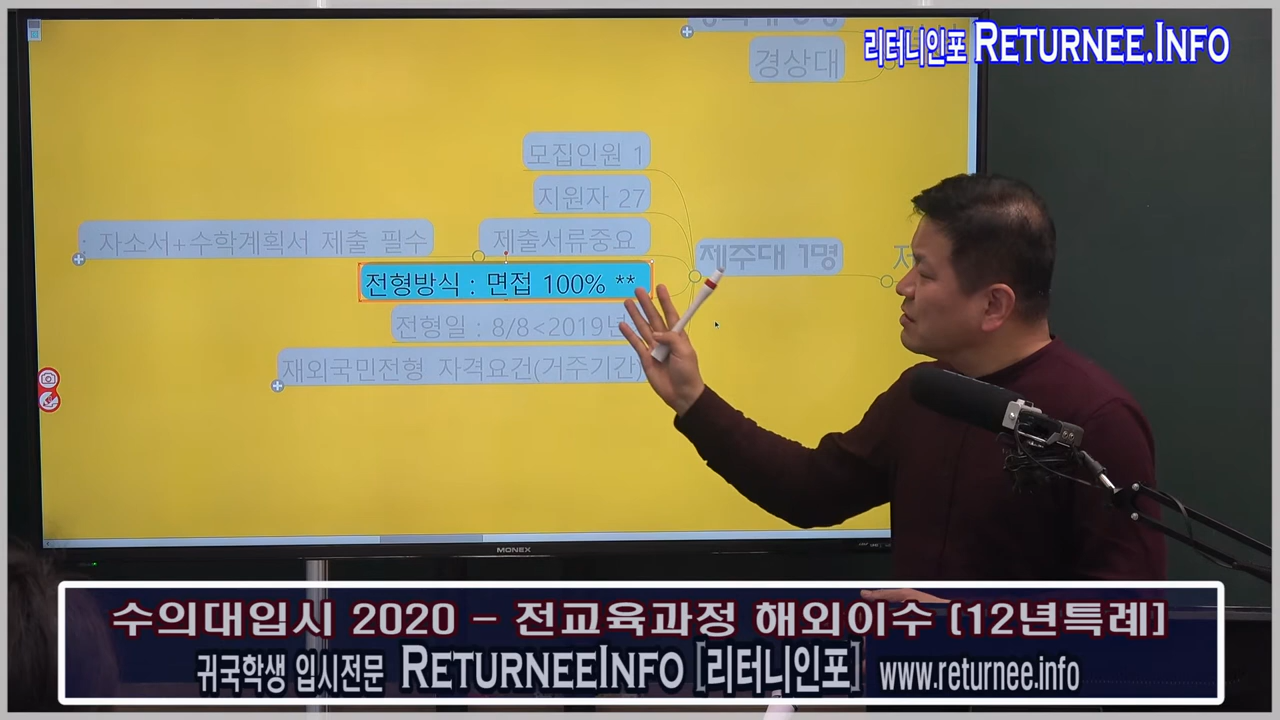 리터니인포 RETURNEE.INFO
경상대
모집인원 1
지원자 27
: 자소서+수학계획서 제출 필수
제출서류중요
제주대 1명
전형방식 : 면접 100% **
전형일 : 8/8<2019년
재외국민전형 자격요건(거주기간)
MONEX
수의대입시 2020 - 전교육과정 해외이수 [12년특례]
귀국학생 입시전문 RETURNEEINFO [리터니인포] www.returnee.info